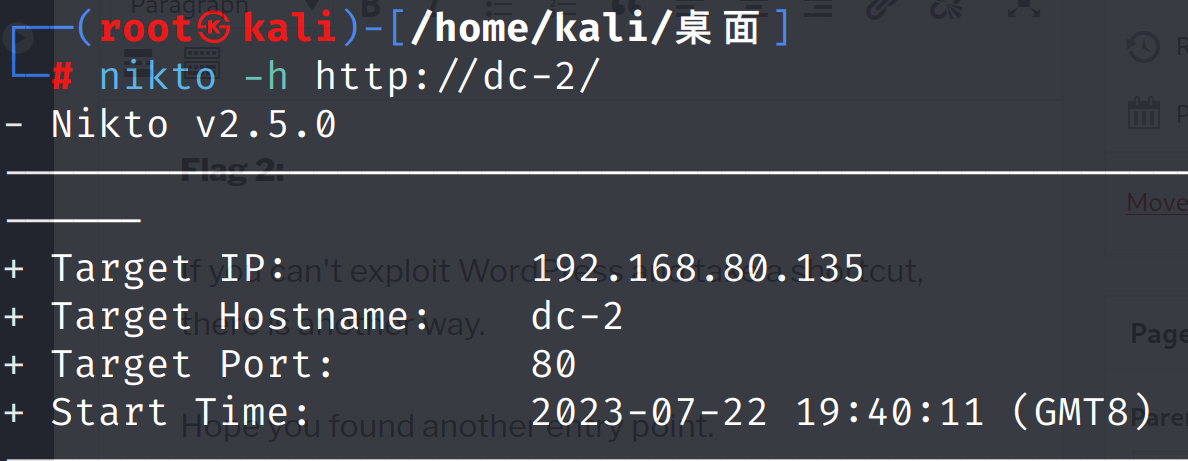 Paragraph
(root㉿kali)-[/home/kali/桌面]
# nikto -h http://dc-2/
- Nikto v2.5.0
Flag 2:
+ Target IP: 192.168.80.135
If you can't exploit WordPress and take a shortcut,
+ Target Hostname: dc-2
there is another way.
+ Target Port: 80
+ Start Time: 2023-07-22 19:40:11 (GMT8)
Hope you found another entry point.
Move
Page
Paren